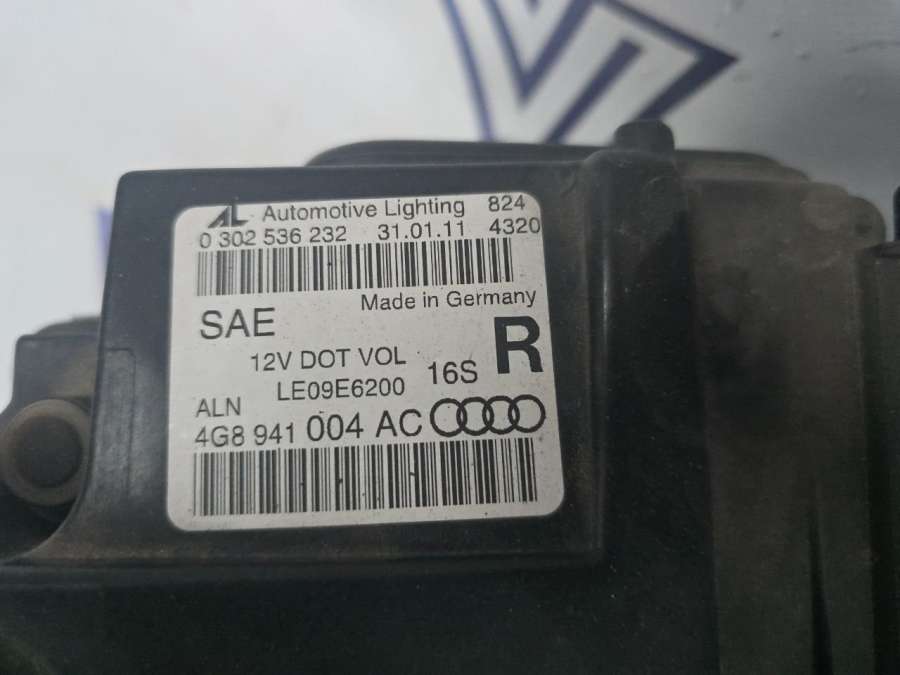 AL Automotive Lighting 824
0 302 536 232 31.01.11 4320
Made in Germany
SAE
R
12V DOT VOL
LE09E6200 16S
ALN
4G8 941 004 AC